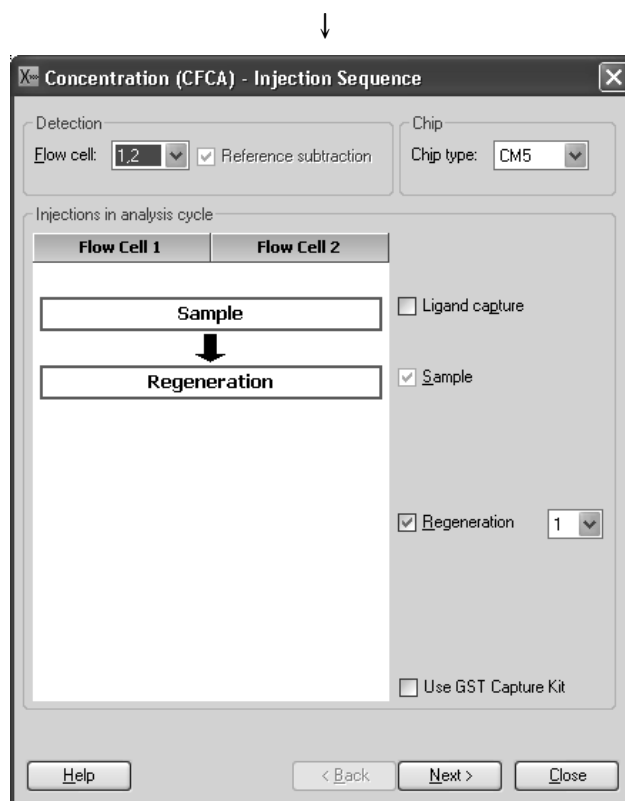 ↓
Concentration (CFCA) - Injection Sequence
Detection
Flow cell: 1,2 Reference subtraction
Chip
Chip type: CM5
Injections in analysis cycle
Flow Cell 1 Flow Cell 2
Sample
Regeneration
Ligand capture
Sample
Regeneration 1
Use GST Capture Kit
Help < Back Next > Close